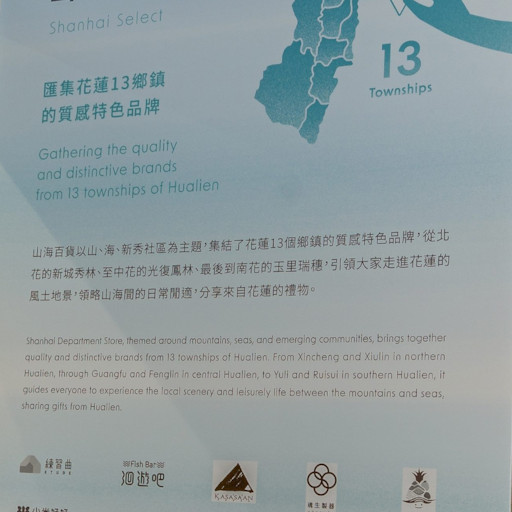 Shanhai Select
13
Townships
匯集花蓮13鄉鎮
的質感特色品牌
Gathering the quality
and distinctive brands
from 13 townships of Hualien
山海百貨以山、海、新秀社區為主題，集結了花蓮13個鄉鎮的質感特色品牌，從北
花的新城秀林、至中花的光復鳳林、最後到南花的玉里瑞穗，引領大家走進花蓮的
風土地景，領略山海間的日常閒適，分享來自花蓮的禮物。
Shanhai Department Store, themed around mountains, seas, and emerging communities, brings together
quality and distinctive brands from 13 townships of Hualien. From Xincheng and Xiulin in northern
Hualien, through Guangfu and Fenglin in central Hualien, to Yuli and Ruisui in southern Hualien, it
guides everyone to experience the local scenery and leisurely life between the mountains and seas,
sharing gifts from Hualien.
練習曲
STORE
Fish Bar
洄遊吧
KASASAAN